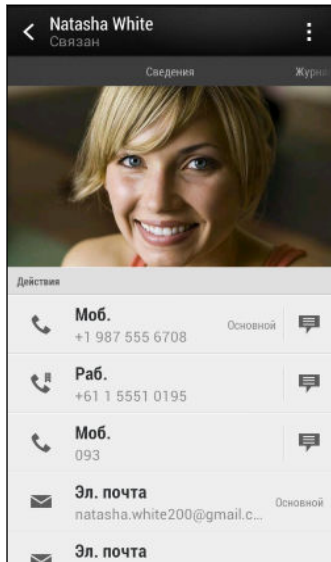 Natasha White
Связан
Сведения
Действия
Моб.
+1 987 555 6708
Основной
Раб.
+61 1 5551 0195
Моб.
093
Эл. почта
natasha.white200@gmail.c...
Основной
Эл. почта